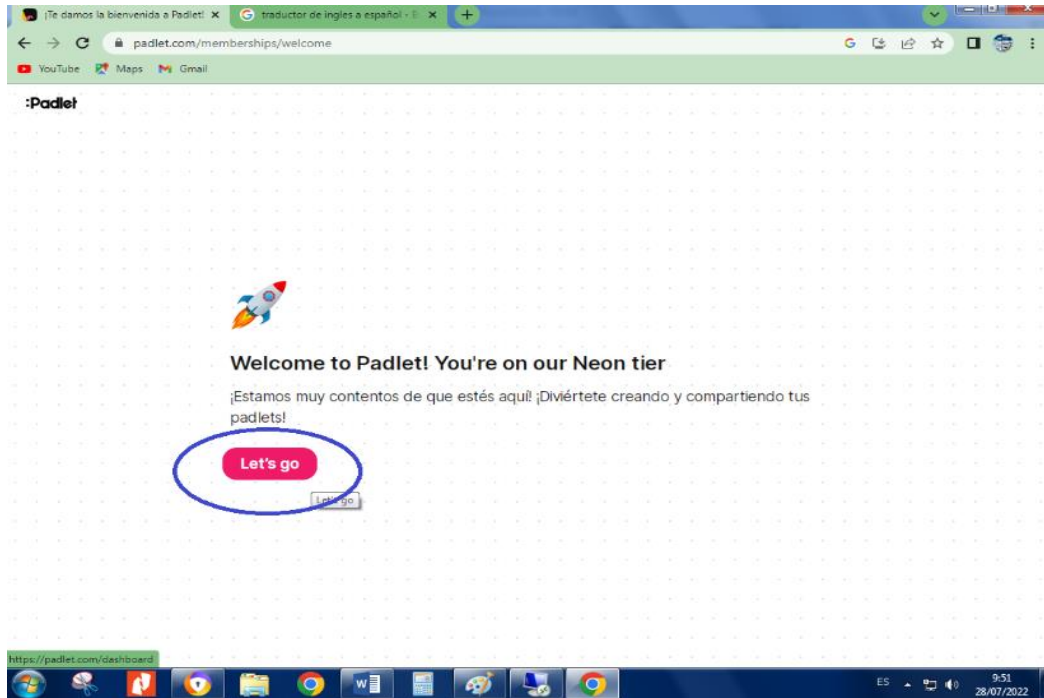 ¡Te damos la bienvenida a Padlet!
traductor de ingles a español -
padlet.com/memberships/welcome
YouTube Maps Gmail
:Padlet
Welcome to Padlet! You're on our Neon tier
¡Estamos muy contentos de que estés aquí! ¡Diviértete creando y compartiendo tus
padlets!
Let's go
Let's go
https://padlet.com/dashboard
ES 9:51
28/07/2022